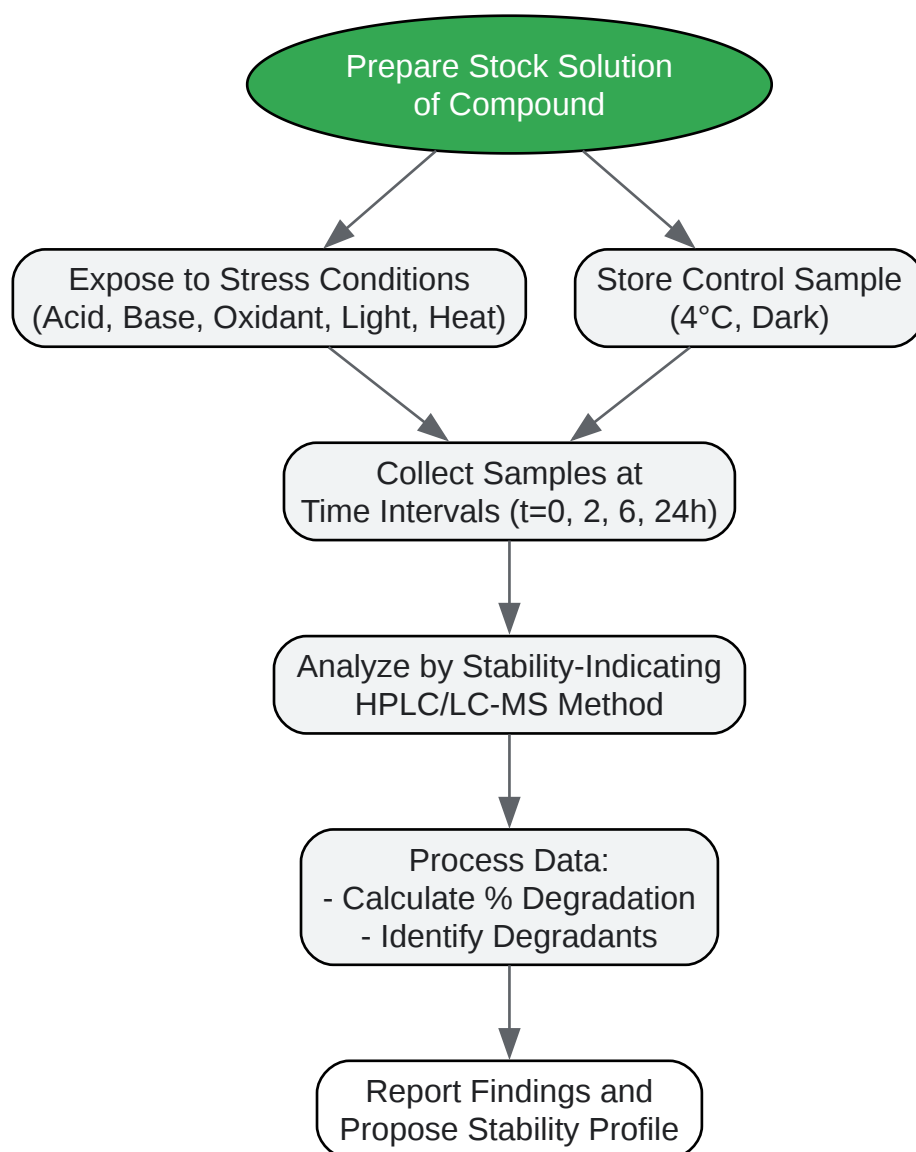 Prepare Stock Solution
of Compound
Expose to Stress Conditions
(Acid, Base, Oxidant, Light, Heat)
Store Control Sample
(4°C, Dark)
Collect Samples at
Time Intervals (t=0, 2, 6, 24h)
Analyze by Stability-Indicating
HPLC/LC-MS Method
Process Data:
- Calculate % Degradation
- Identify Degradants
Report Findings and
Propose Stability Profile